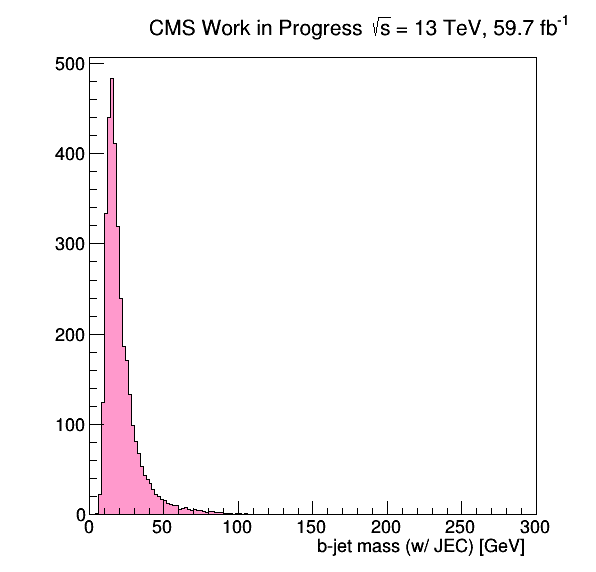 CMS Work in Progress √s = 13 TeV, 59.7 fb⁻¹
500
400
300
200
100
0
0 50 100 150 200 250 300
b-jet mass (w/ JEC) [GeV]